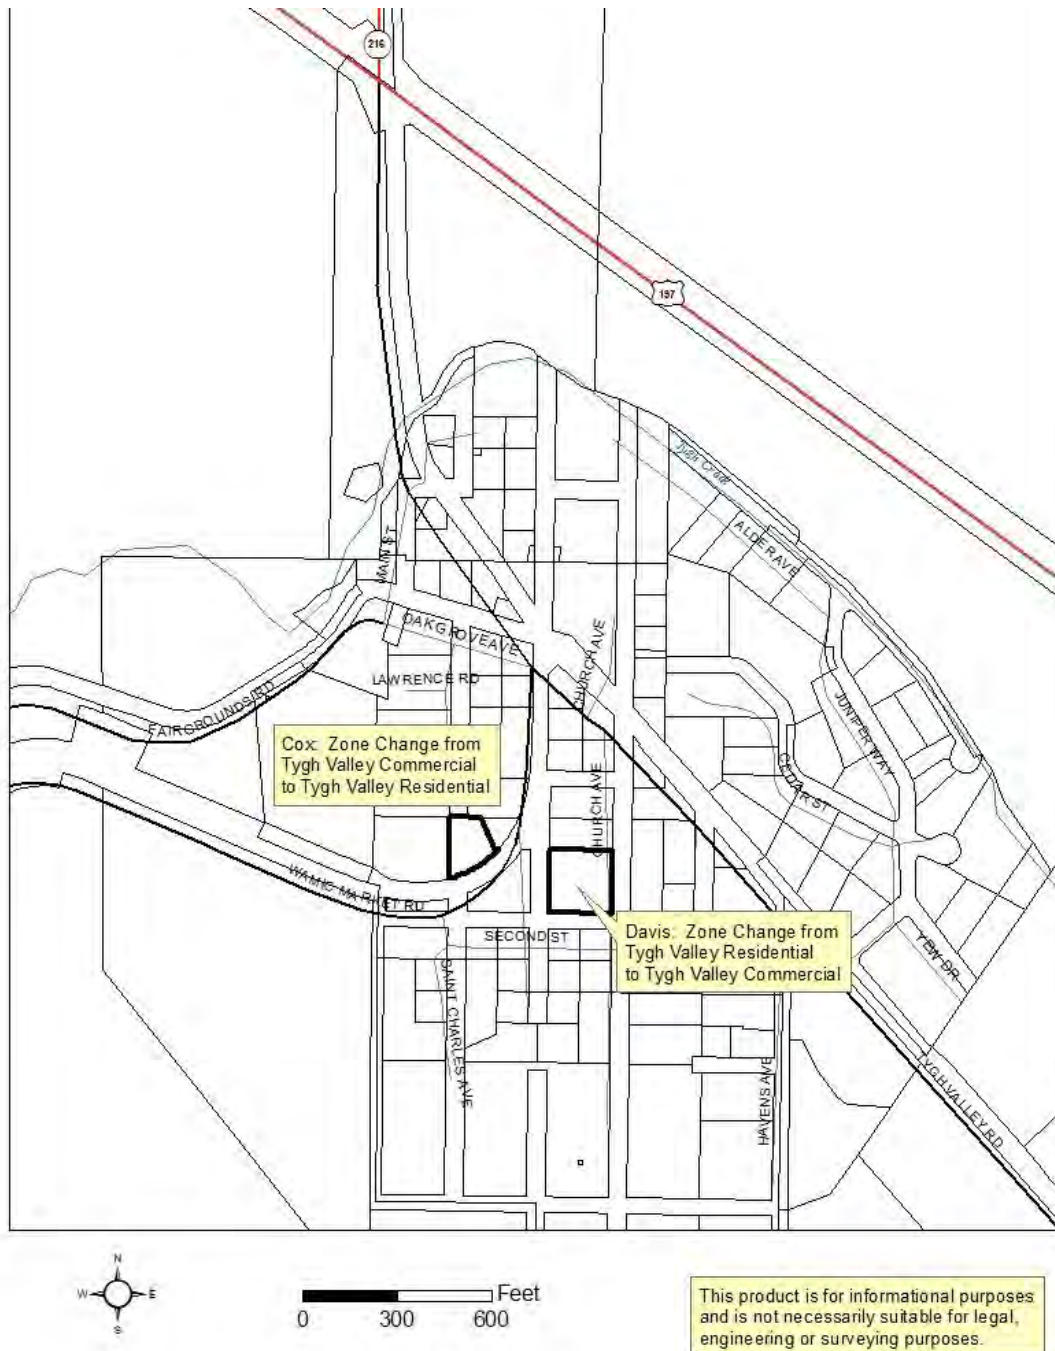 216
197
Tygh Creek
ALDER AVE
MAIN ST
OAKGROVE AVE
CHURCH AVE
LAWRENCE RD
FAIRGROUNDS RD
JUNIPER WAY
Cox: Zone Change from
Tygh Valley Commercial
to Tygh Valley Residential
CEDAR ST
CHURCH AVE
WAMIC MARKET RD
SECOND ST
Davis: Zone Change from
Tygh Valley Residential
to Tygh Valley Commercial
YEW DR
SAINT CHARLES AVE
HAVENS AVE
TYGH VALLEY RD
N
W E
S
Feet
0 300 600
This product is for informational purposes
and is not necessarily suitable for legal,
engineering or surveying purposes.